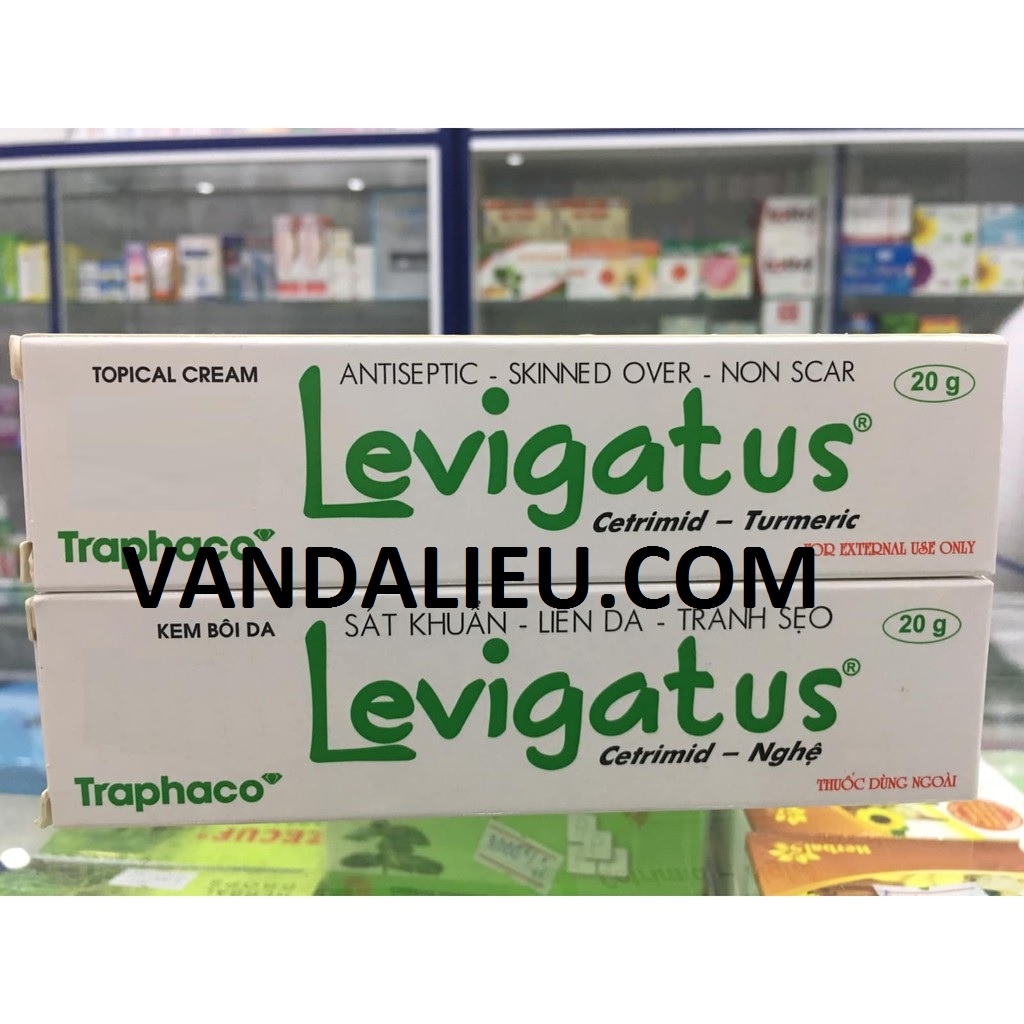 TOPICAL CREAM
ANTISEPTIC - SKINNED OVER - NON SCAR
20 g
Levigatus®
Cetrimid – Turmeric
Traphaco
FOR EXTERNAL USE ONLY
VANDALIEU.COM
KEM BÔI DA
SÁT KHUẨN - LIỀN DA - TRÁNH SẸO
20 g
Levigatus®
Cetrimid – Nghệ
Traphaco
THUỐC DÙNG NGOÀI
Herbal